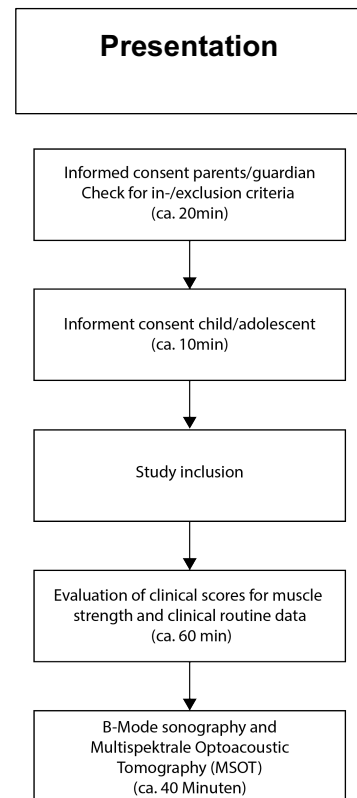 Presentation
Informed consent parents/guardian
Check for in-/exclusion criteria
(ca. 20min)
Informent consent child/adolescent
(ca. 10min)
Study inclusion
Evaluation of clinical scores for muscle
strength and clinical routine data
(ca. 60 min)
B-Mode sonography and
Multispektrale Optoacoustic
Tomography (MSOT)
(ca. 40 Minuten)